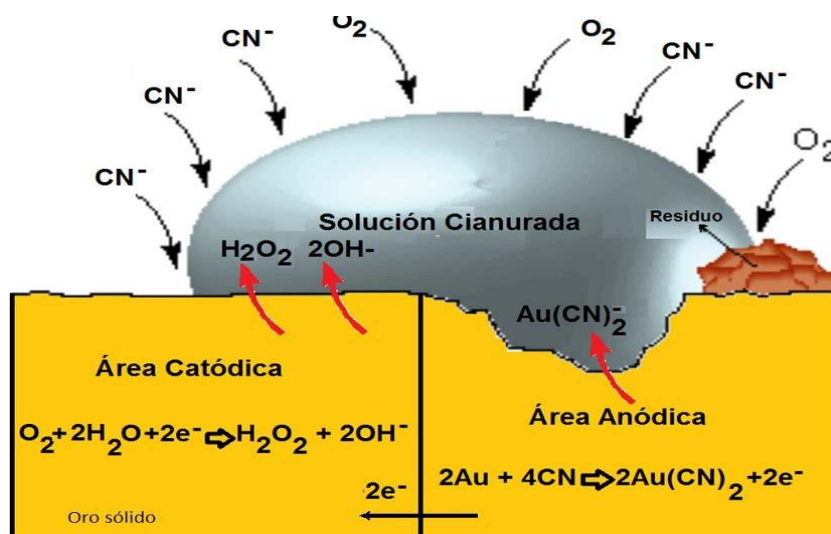 O₂
CN⁻
O₂
CN⁻
CN⁻
CN⁻
O₂
CN⁻
Solución Cianurada
Residuo
H₂O₂ 2OH-
Au(CN)₂⁻
Área Catódica
Área Anódica
O₂+2H₂O+2e⁻⇨H₂O₂ + 2OH⁻
2Au + 4CN⇨2Au(CN)₂ +2e⁻
2e⁻
Oro sólido